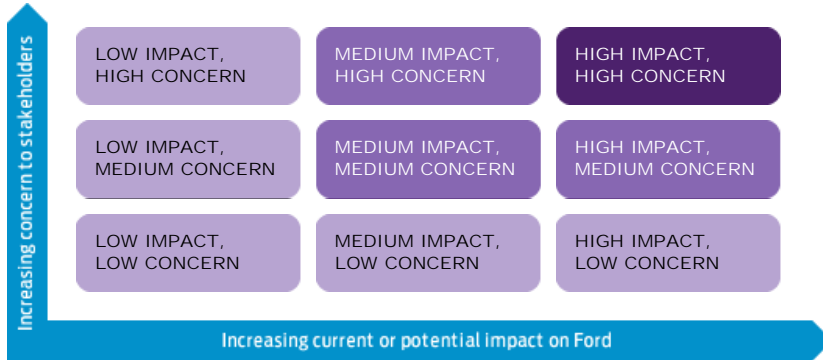 Increasing concern to stakeholders
LOW IMPACT,
HIGH CONCERN
MEDIUM IMPACT,
HIGH CONCERN
HIGH IMPACT,
HIGH CONCERN
LOW IMPACT,
MEDIUM CONCERN
MEDIUM IMPACT,
MEDIUM CONCERN
HIGH IMPACT,
MEDIUM CONCERN
LOW IMPACT,
LOW CONCERN
MEDIUM IMPACT,
LOW CONCERN
HIGH IMPACT,
LOW CONCERN
Increasing current or potential impact on Ford